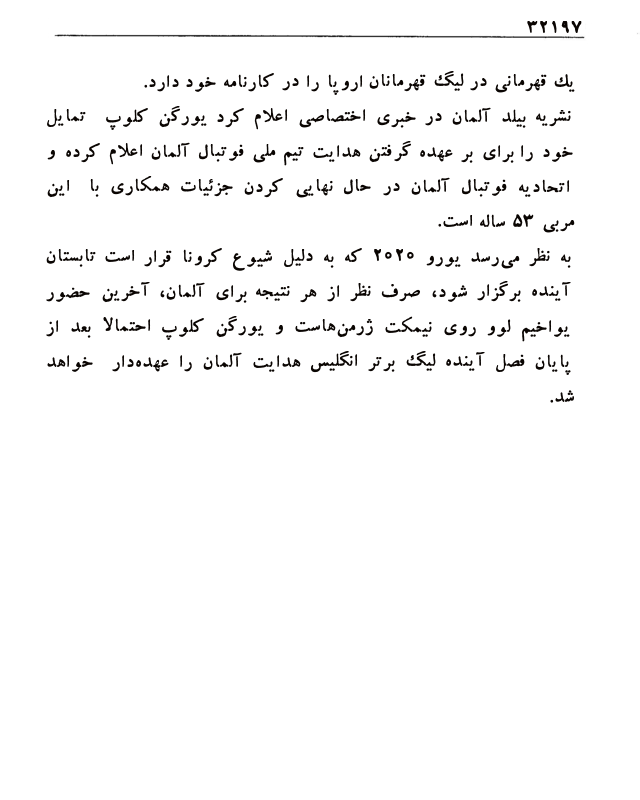 ۳۲۱۹۷
یك قهرمانی در لیگ قهرمانان اروپا را در کارنامه خود دارد.
نشریه بیلد آلمان در خبری اختصاصی اعلام کرد یورگن کلوپ تمایل
خود را برای بر عهده گرفتن هدایت تیم ملی فوتبال آلمان اعلام کرده و
اتحادیه فوتبال آلمان در حال نهایی کردن جزئیات همکاری با این
مربی ۵۳ ساله است.
به نظر می‌رسد یورو ۲۰۲۰ که به دلیل شیوع کرونا قرار است تابستان
آینده برگزار شود، صرف نظر از هر نتیجه برای آلمان، آخرین حضور
یواخیم لوو روی نیمکت ژرمن‌هاست و یورگن کلوپ احتمالا بعد از
پایان فصل آینده لیگ برتر انگلیس هدایت آلمان را عهده‌دار خواهد
شد.